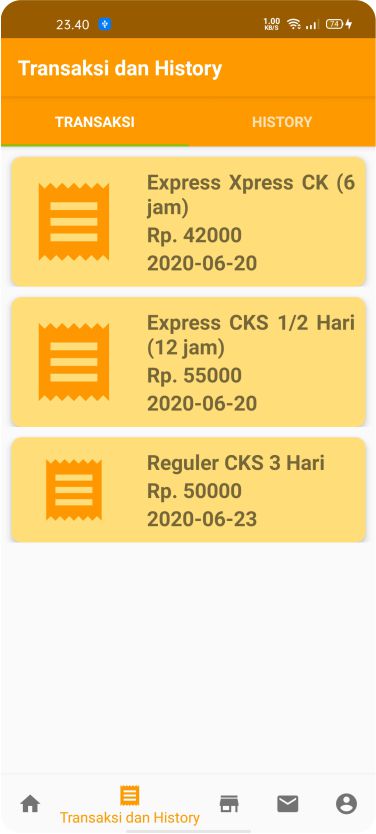 23.40
1.00
KB/S
74
Transaksi dan History
TRANSAKSI
HISTORY
Express Xpress CK (6
jam)
Rp. 42000
2020-06-20
Express CKS 1/2 Hari
(12 jam)
Rp. 55000
2020-06-20
Reguler CKS 3 Hari
Rp. 50000
2020-06-23
Transaksi dan History